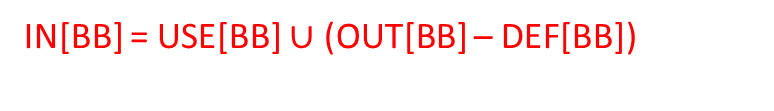 IN[BB] = USE[BB] ∪ (OUT[BB] – DEF[BB])